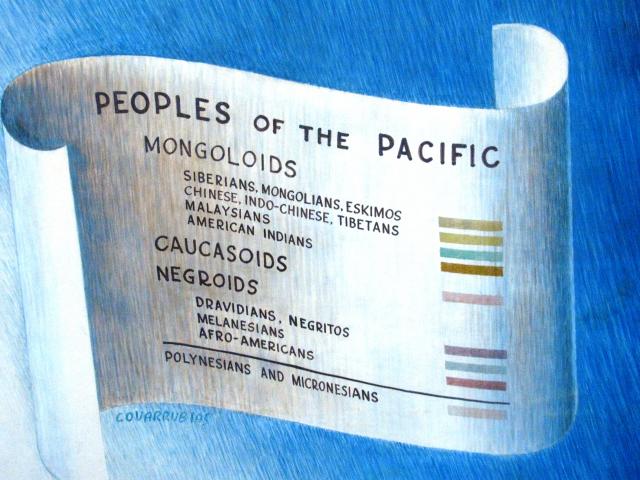 PEOPLES OF THE PACIFIC
MONGOLOIDS
SIBERIANS, MONGOLIANS, ESKIMOS
CHINESE, INDO-CHINESE, TIBETANS
MALAYSIANS
AMERICAN INDIANS
CAUCASOIDS
NEGROIDS
DRAVIDIANS, NEGRITOS
MELANESIANS
AFRO-AMERICANS
POLYNESIANS AND MICRONESIANS
COVARRUBIAS